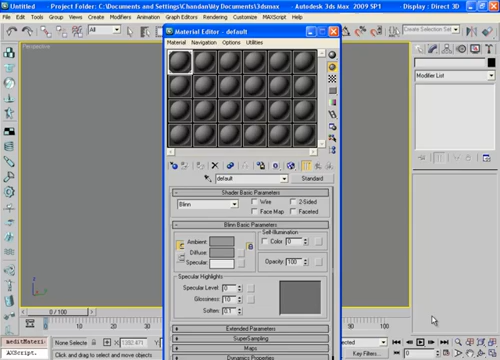 Untitled - Project Folder: C:\Documents and Settings\Chandan\My Documents\3dsmax Autodesk 3ds Max 2009 SP1 - Display : Direct 3D
File Edit Tools Group Views Create Modifiers Animation Graph Editors Rendering Customize MAXScript Help
All
Create Selection Set
Perspective
Material Editor - default
Material Navigation Options Utilities
Modifier List
default
Standard
Shader Basic Parameters
Blinn
Wire
2-Sided
Face Map
Faceted
Blinn Basic Parameters
Self-Illumination
Ambient:
Color 0
Diffuse:
Specular:
Opacity: 100
Specular Highlights
Specular Level: 0
Glossiness: 10
Soften: 0.1
Extended Parameters
SuperSampling
Maps
Dynamics Properties
0 / 100
None Selecte
Click and drag to select and move objects
AXScript.
Key Filters...